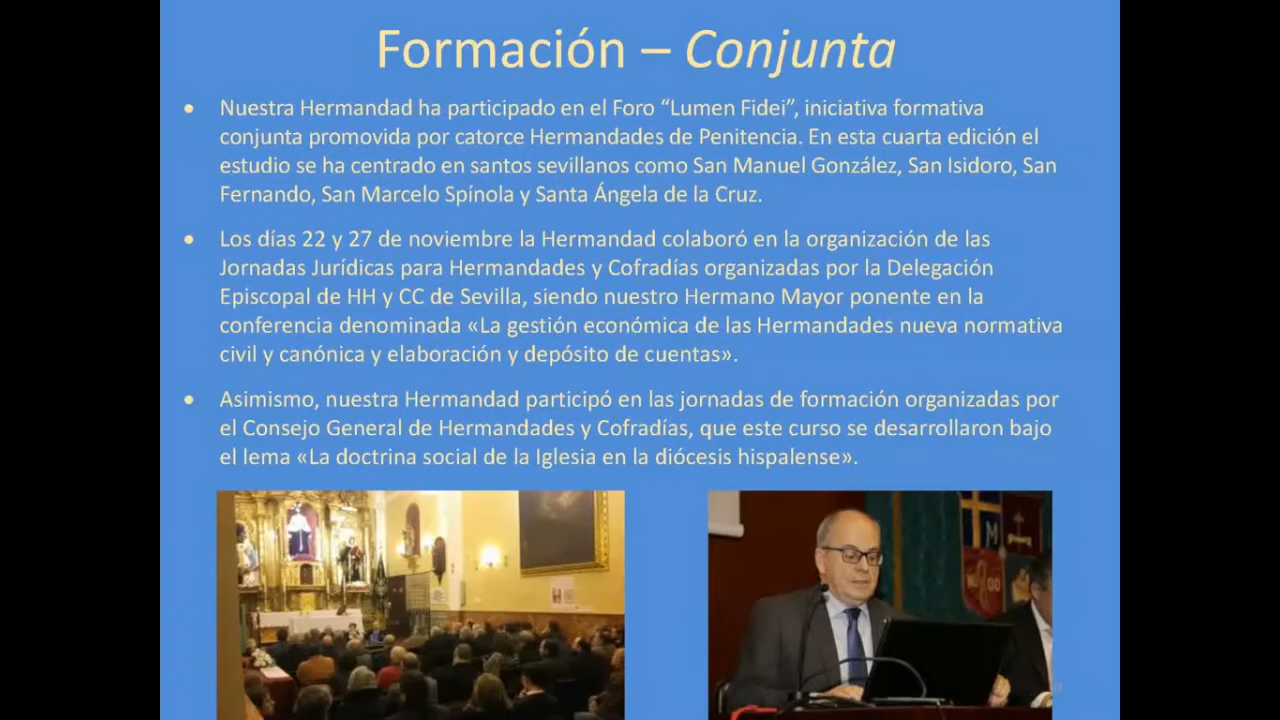 Formación – Conjunta
• Nuestra Hermandad ha participado en el Foro “Lumen Fidei”, iniciativa formativa
conjunta promovida por catorce Hermandades de Penitencia. En esta cuarta edición el
estudio se ha centrado en santos sevillanos como San Manuel González, San Isidoro, San
Fernando, San Marcelo Spínola y Santa Ángela de la Cruz.
• Los días 22 y 27 de noviembre la Hermandad colaboró en la organización de las
Jornadas Jurídicas para Hermandades y Cofradías organizadas por la Delegación
Episcopal de HH y CC de Sevilla, siendo nuestro Hermano Mayor ponente en la
conferencia denominada «La gestión económica de las Hermandades nueva normativa
civil y canónica y elaboración y depósito de cuentas».
• Asimismo, nuestra Hermandad participó en las jornadas de formación organizadas por
el Consejo General de Hermandades y Cofradías, que este curso se desarrollaron bajo
el lema «La doctrina social de la Iglesia en la diócesis hispalense».
M